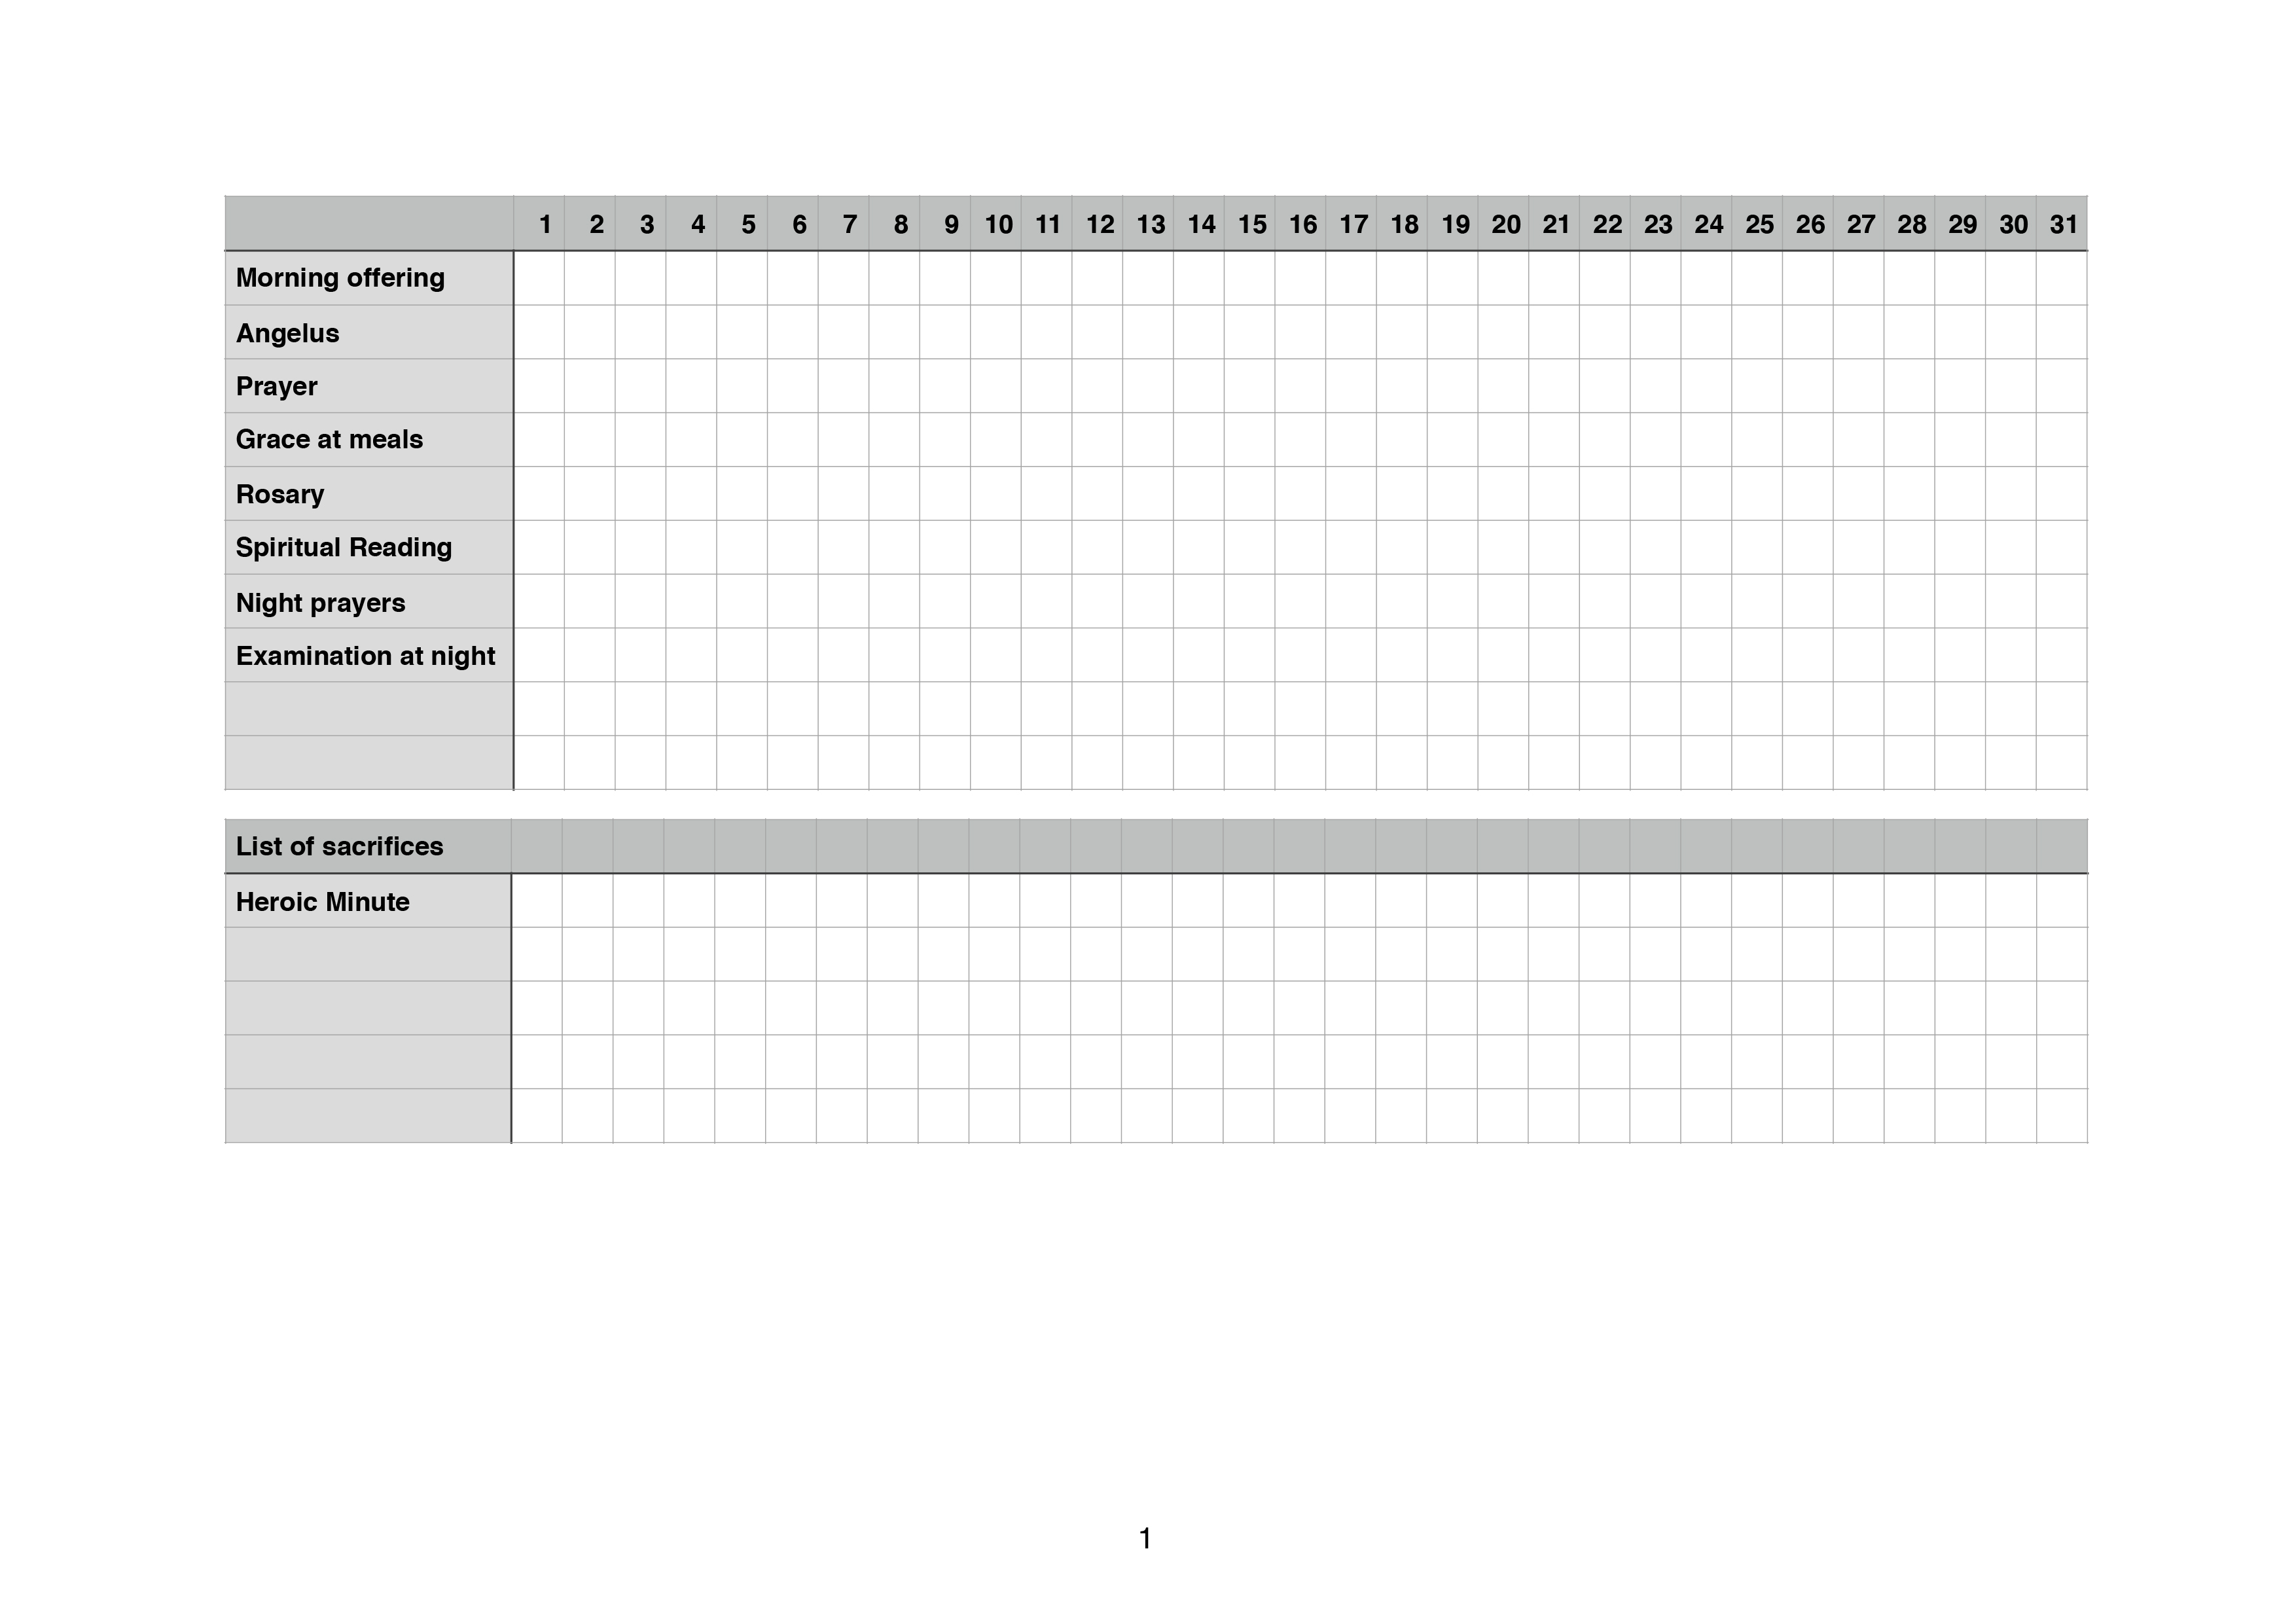 1 2 3 4 5 6 7 8 9 10 11 12 13 14 15 16 17 18 19 20 21 22 23 24 25 26 27 28 29 30 31
Morning offering
Angelus
Prayer
Grace at meals
Rosary
Spiritual Reading
Night prayers
Examination at night
List of sacrifices
Heroic Minute
1